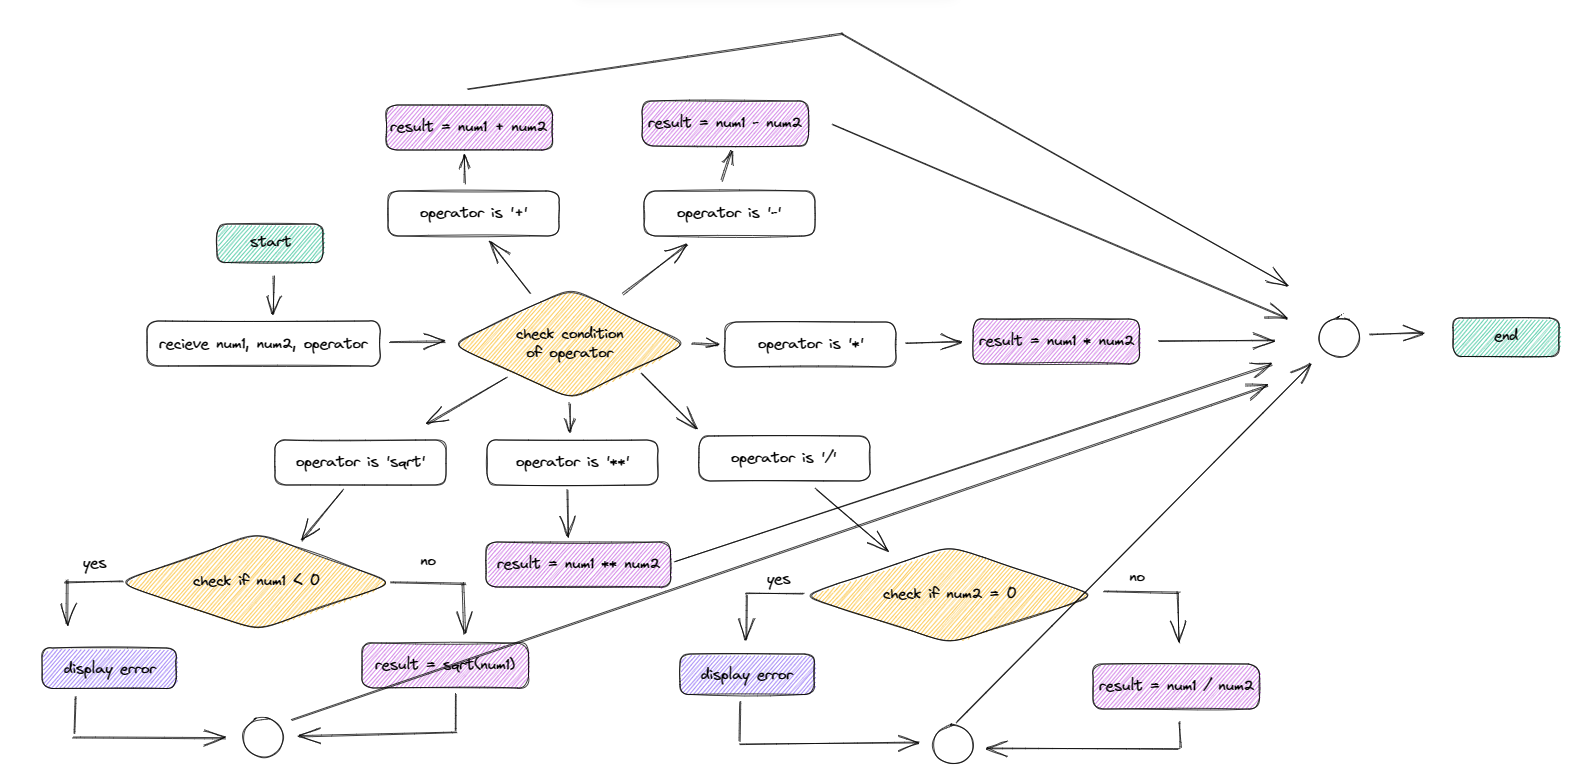 result = num1 + num2
result = num1 - num2
operator is '+'
operator is '-'
start
recieve num1, num2, operator
check condition
of operator
operator is '*'
result = num1 * num2
end
operator is 'sqrt'
operator is '**'
operator is '/'
yes
check if num1 < 0
no
result = num1 ** num2
yes
check if num2 = 0
no
display error
result = sqrt(num1)
display error
result = num1 / num2